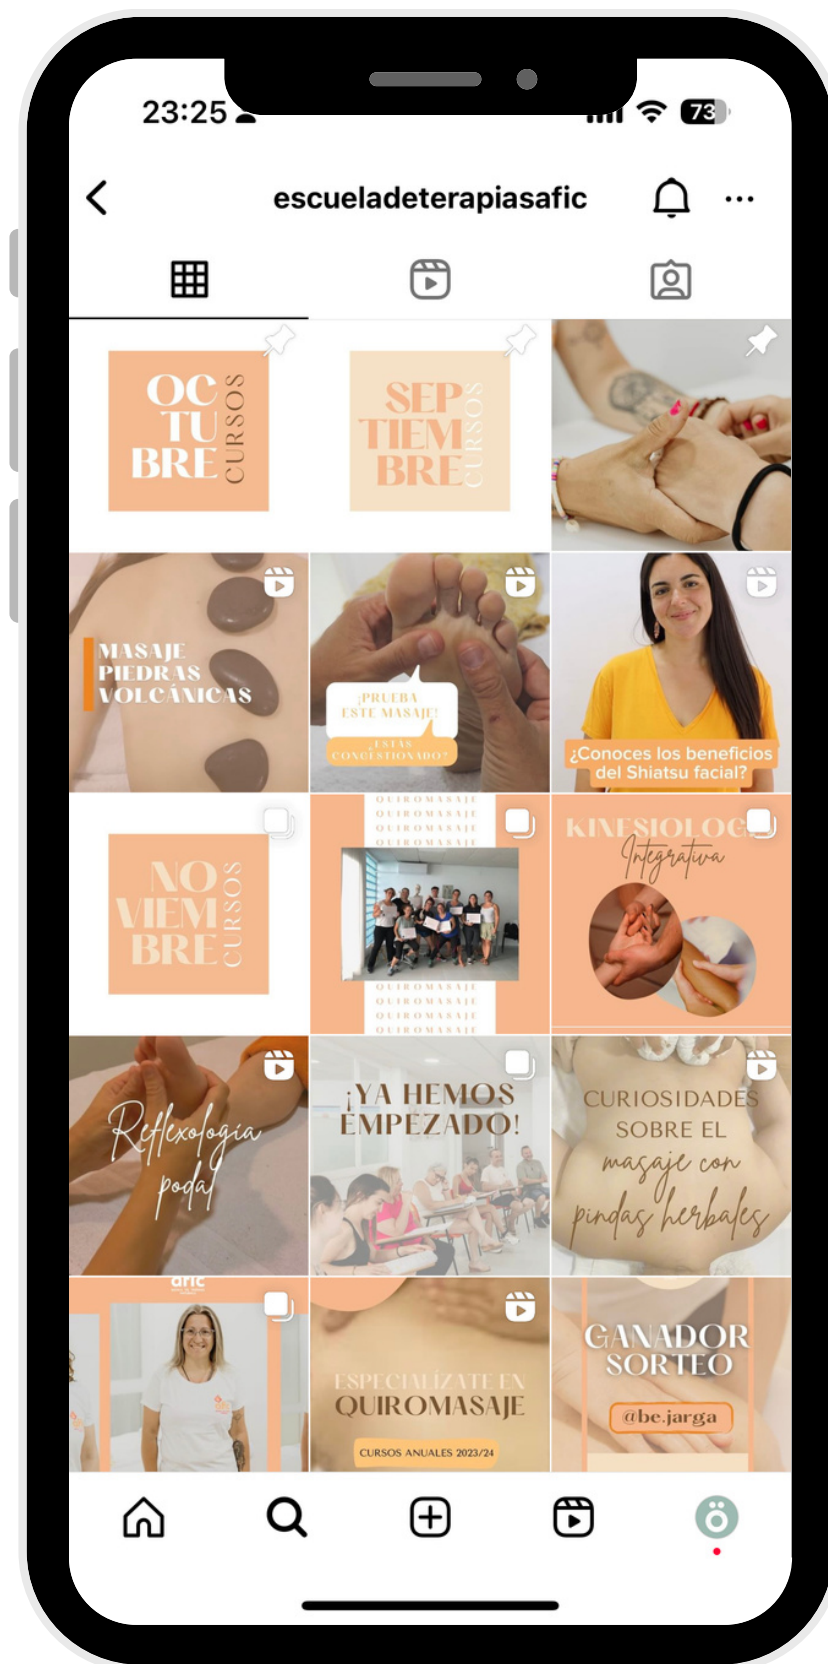 23:25
73
escueladeterapiasafic
OC
TU
BRE
CURSOS
SEP
TIEM
BRE
CURSOS
MASAJE
PIEDRAS
VOLCÁNICAS
¡PRUEBA
ESTE MASAJE!
¿ESTÁS
CONGESTIONADO?
¿Conoces los beneficios
del Shiatsu facial?
NO
VIEM
BRE
CURSOS
QUIROMASAJE
QUIROMASAJE
QUIROMASAJE
QUIROMASAJE
QUIROMASAJE
QUIROMASAJE
QUIROMASAJE
QUIROMASAJE
Integrativa
Reflexología
podal
¡YA HEMOS
EMPEZADO!
CURIOSIDADES
SOBRE EL
masaje con
pindas herbales
ESPECIALÍZATE EN
QUIROMASAJE
CURSOS ANUALES 2023/24
GANADOR
SORTEO
@be.jarga
ö